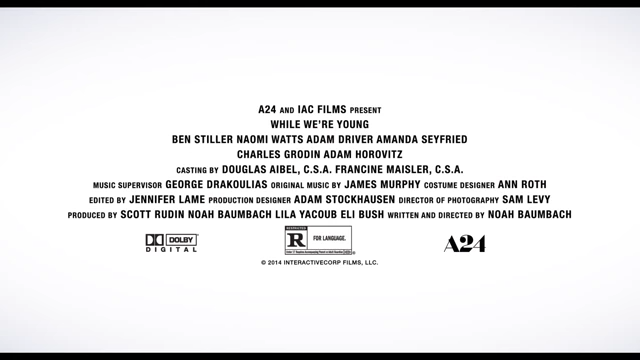 A24 AND IAC FILMS PRESENT
WHILE WE'RE YOUNG
BEN STILLER NAOMI WATTS ADAM DRIVER AMANDA SEYFRIED
CHARLES GRODIN ADAM HOROVITZ
CASTING BY DOUGLAS AIBEL, C.S.A. FRANCINE MAISLER, C.S.A.
MUSIC SUPERVISOR GEORGE DRAKOULIAS ORIGINAL MUSIC BY JAMES MURPHY COSTUME DESIGNER ANN ROTH
EDITED BY JENNIFER LAME PRODUCTION DESIGNER ADAM STOCKHAUSEN DIRECTOR OF PHOTOGRAPHY SAM LEVY
PRODUCED BY SCOTT RUDIN NOAH BAUMBACH LILA YACOUB ELI BUSH WRITTEN AND DIRECTED BY NOAH BAUMBACH
DOLBY
DIGITAL
RESTRICTED
R
FOR LANGUAGE.
A24
© 2014 INTERACTIVECORP FILMS, LLC.